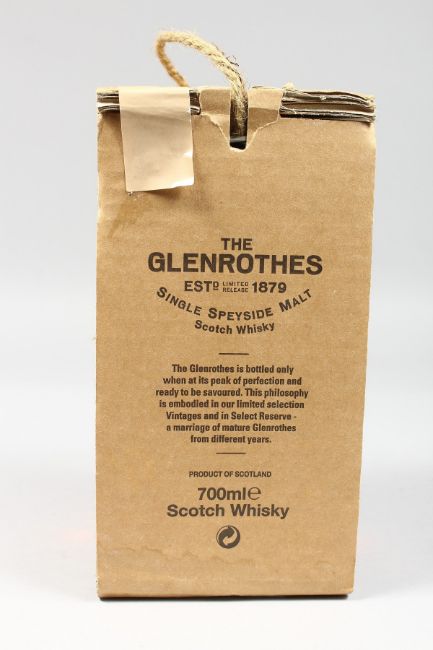 THE
GLENROTHES
ESTD LIMITED RELEASE 1879
SINGLE SPEYSIDE MALT
Scotch Whisky
The Glenrothes is bottled only
when at its peak of perfection and
ready to be savoured. This philosophy
is embodied in our limited selection
Vintages and in Select Reserve -
a marriage of mature Glenrothes
from different years.
PRODUCT OF SCOTLAND
700ml℮
Scotch Whisky